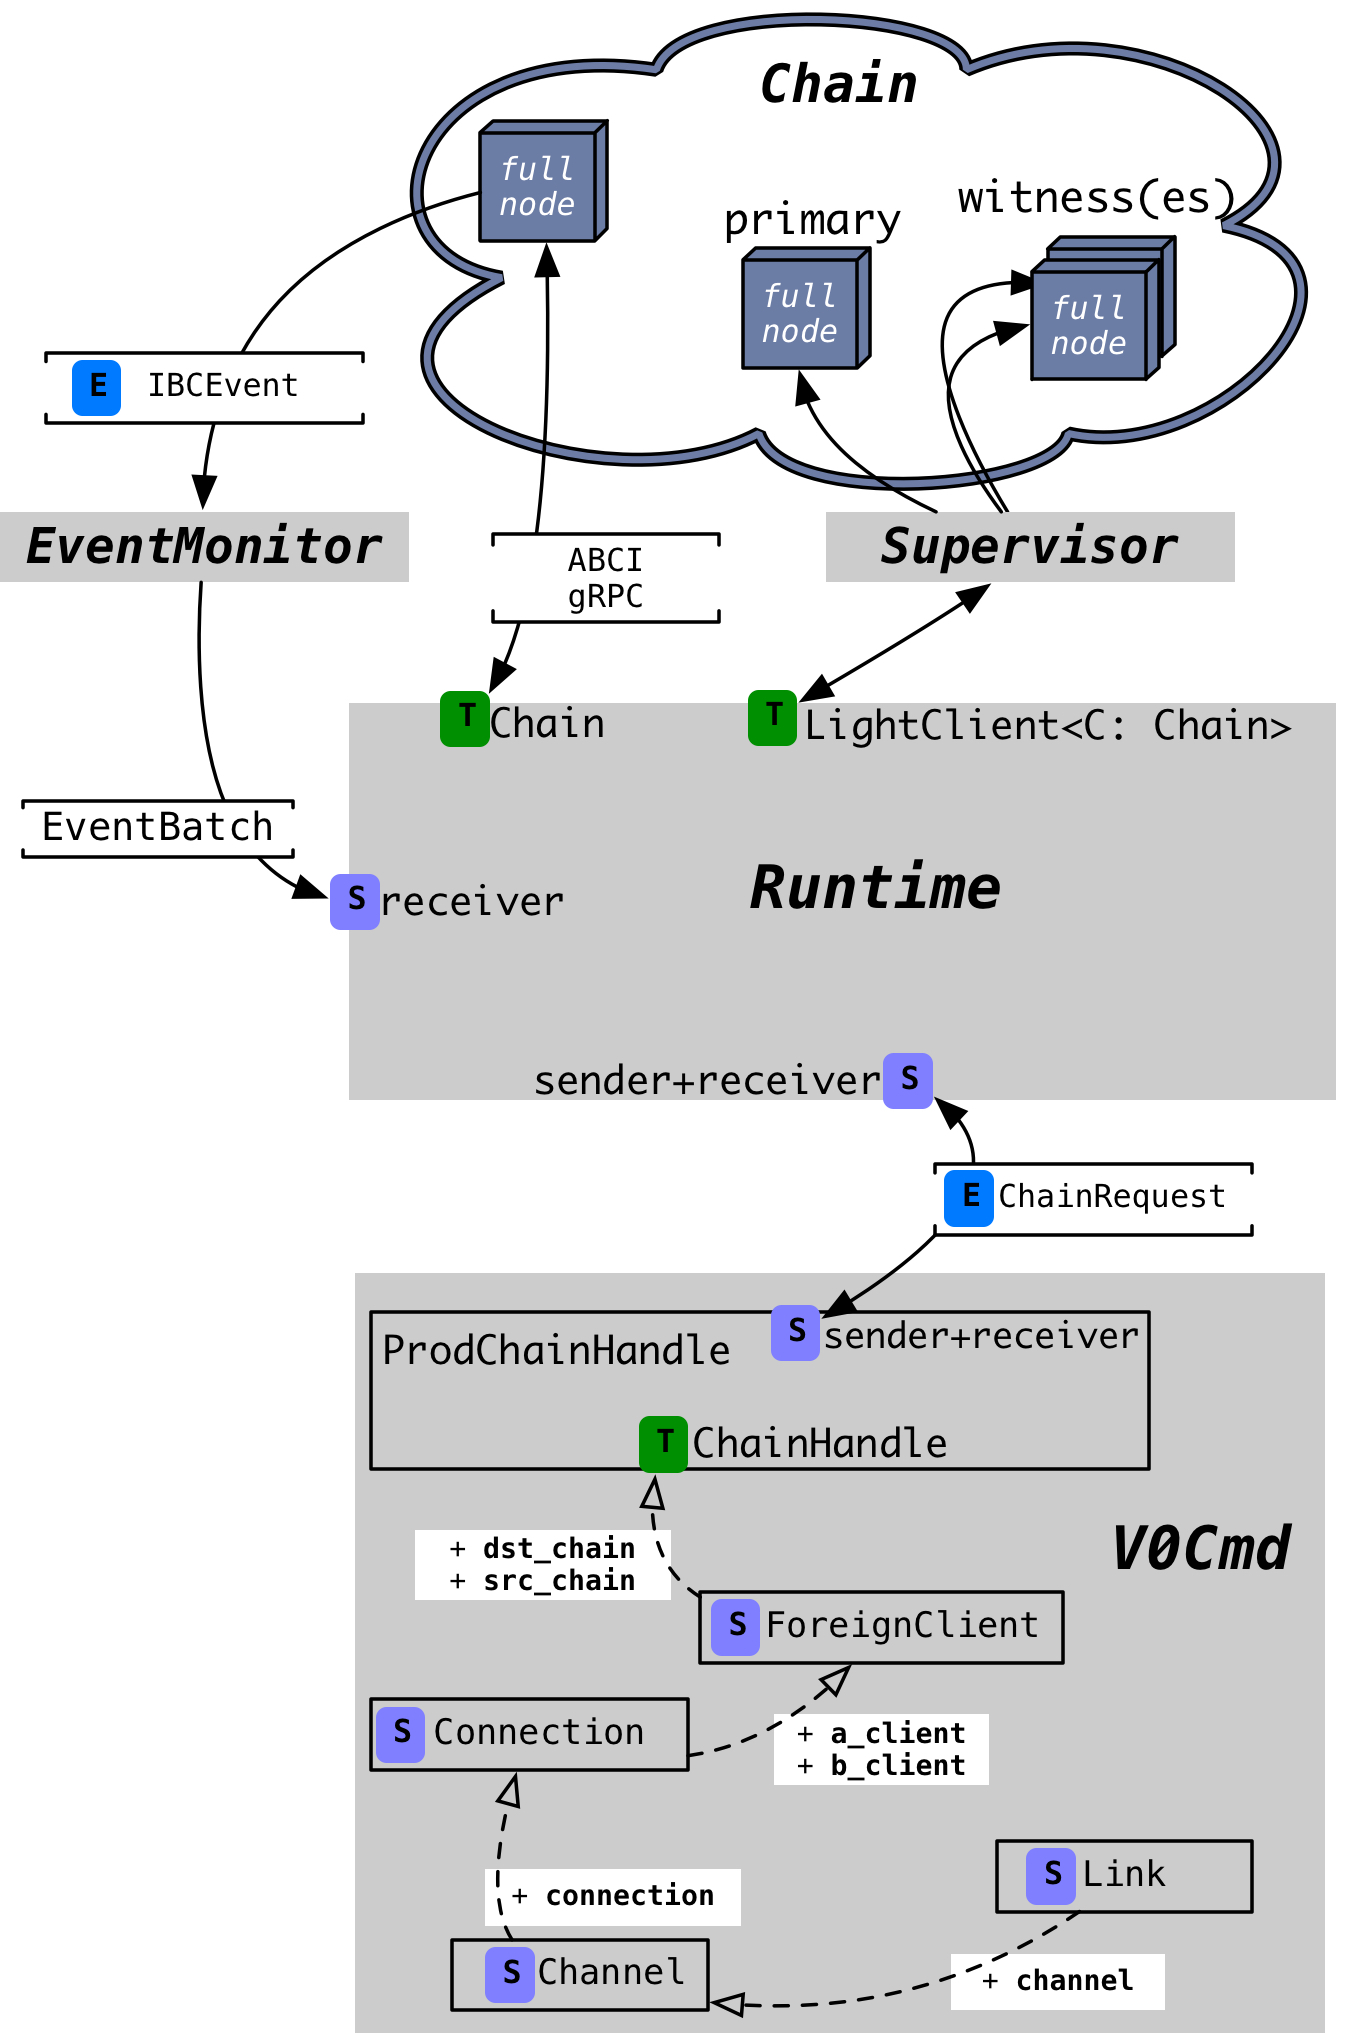 Chain
full
node
witness(es)
primary
full
node
full
node
E IBCEvent
EventMonitor
Supervisor
ABCI
gRPC
T Chain
T LightClient<C: Chain>
EventBatch
S receiver
Runtime
sender+receiver S
E ChainRequest
S sender+receiver
ProdChainHandle
T ChainHandle
V0Cmd
+ dst_chain
+ src_chain
S ForeignClient
S Connection
+ a_client
+ b_client
S Link
+ connection
S Channel
+ channel